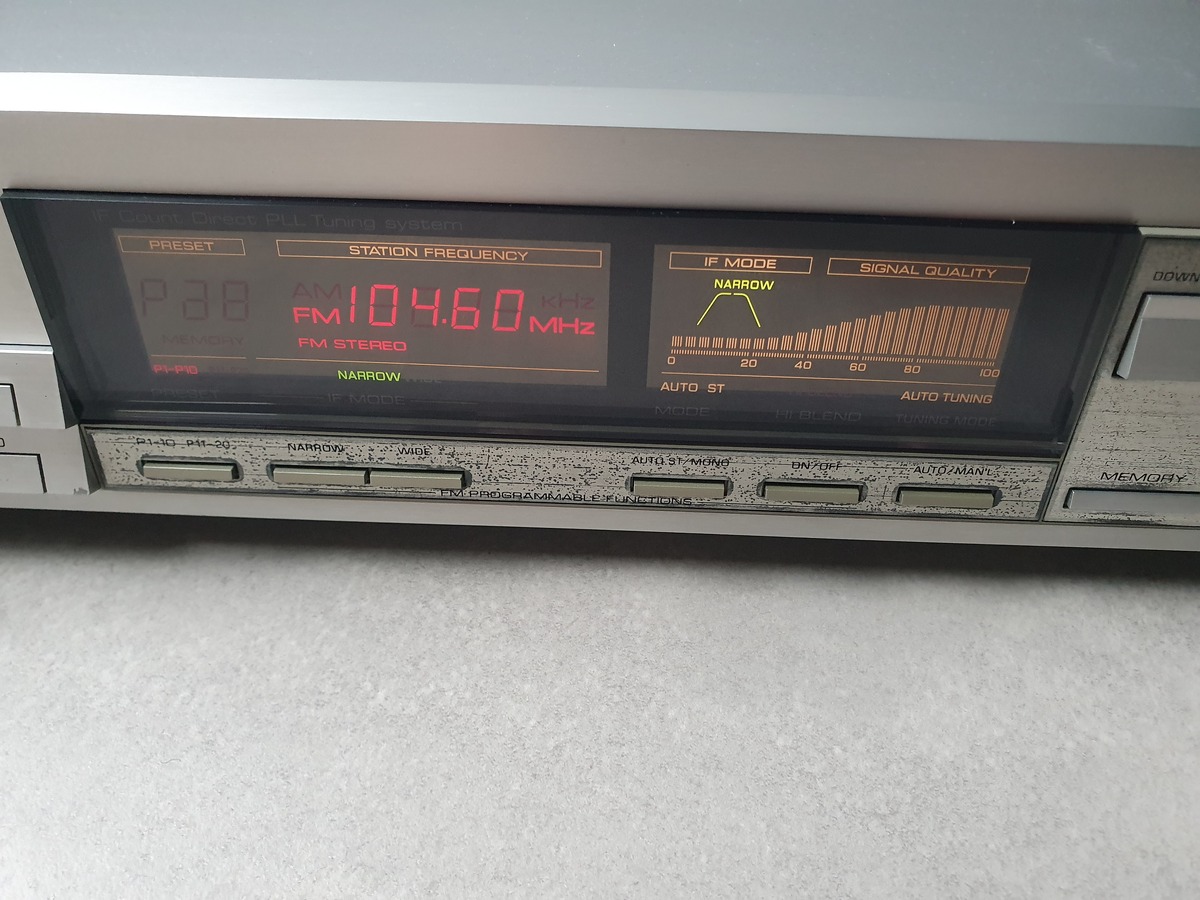 IF Count Direct PLL Tuning system
PRESET
STATION FREQUENCY
IF MODE
SIGNAL QUALITY
DOWN
NARROW
AM
kHz
FM 104.60 MHz
MEMORY
FM STEREO
0 20 40 60 80 100
P1-P10
NARROW WIDE
AUTO ST
AUTO TUNING
PRESET
IF MODE
MODE
HI BLEND
TUNING MODE
P1-10 P11-20
NARROW
WIDE
AUTO ST/MONO
ON/OFF
AUTO/MAN'L
MEMORY
FM PROGRAMMABLE FUNCTIONS